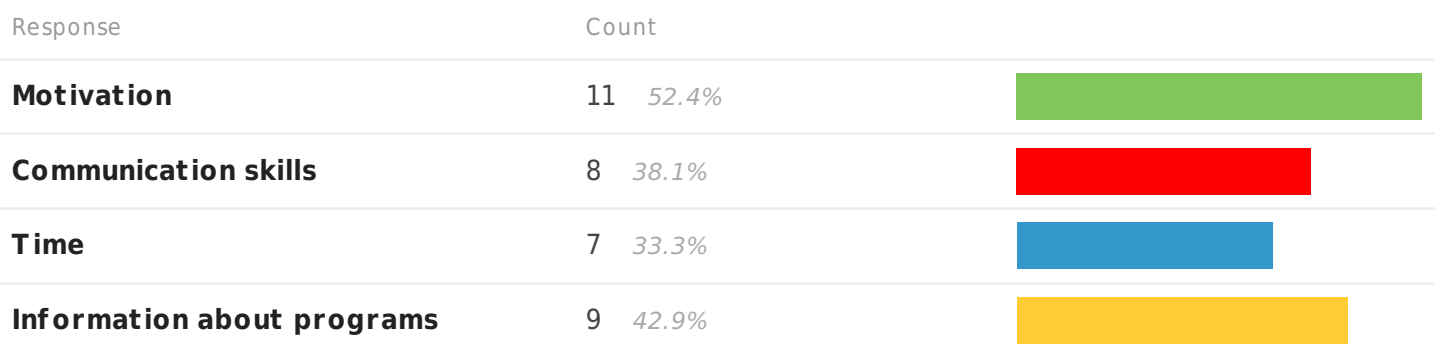 Response Count
Motivation 11 52.4%
Communication skills 8 38.1%
Time 7 33.3%
Information about programs 9 42.9%